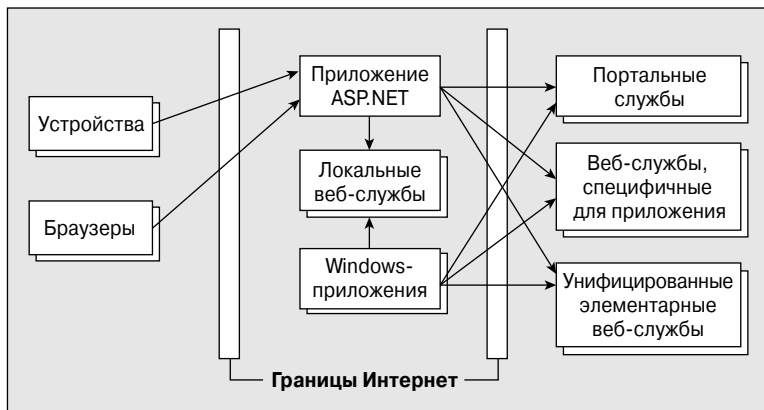 Устройства
Браузеры
Приложение
ASP.NET
Локальные
веб-службы
Windows-
приложения
Портальные
службы
Веб-службы,
специфичные
для приложения
Унифицированные
элементарные
веб-службы
Границы Интернет